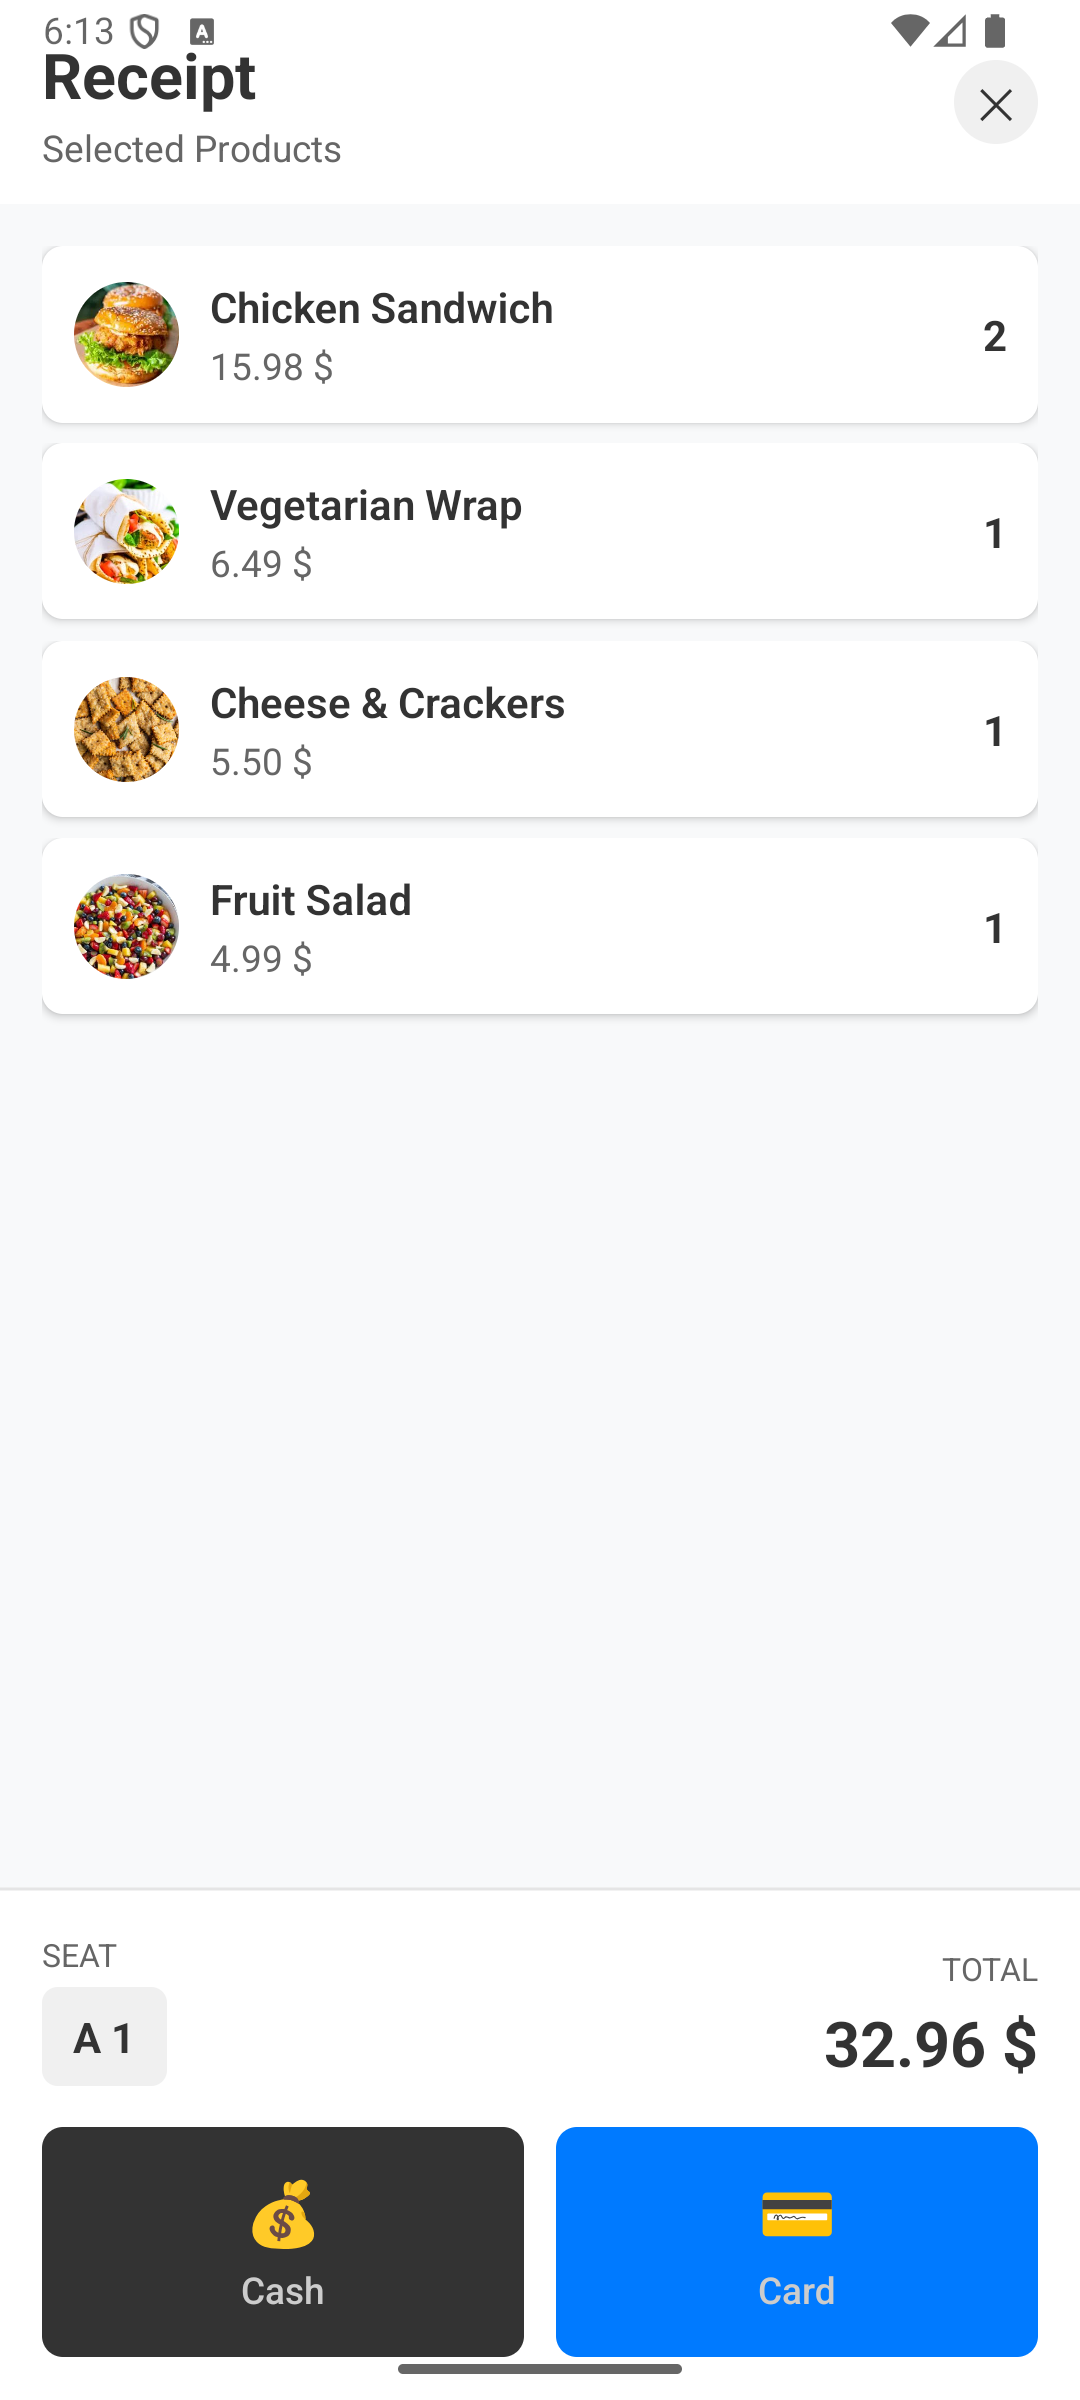 6:13
Receipt
Selected Products
Chicken Sandwich
15.98 $
2
Vegetarian Wrap
6.49 $
1
Cheese & Crackers
5.50 $
1
Fruit Salad
4.99 $
1
SEAT
A 1
TOTAL
32.96 $
Cash
Card